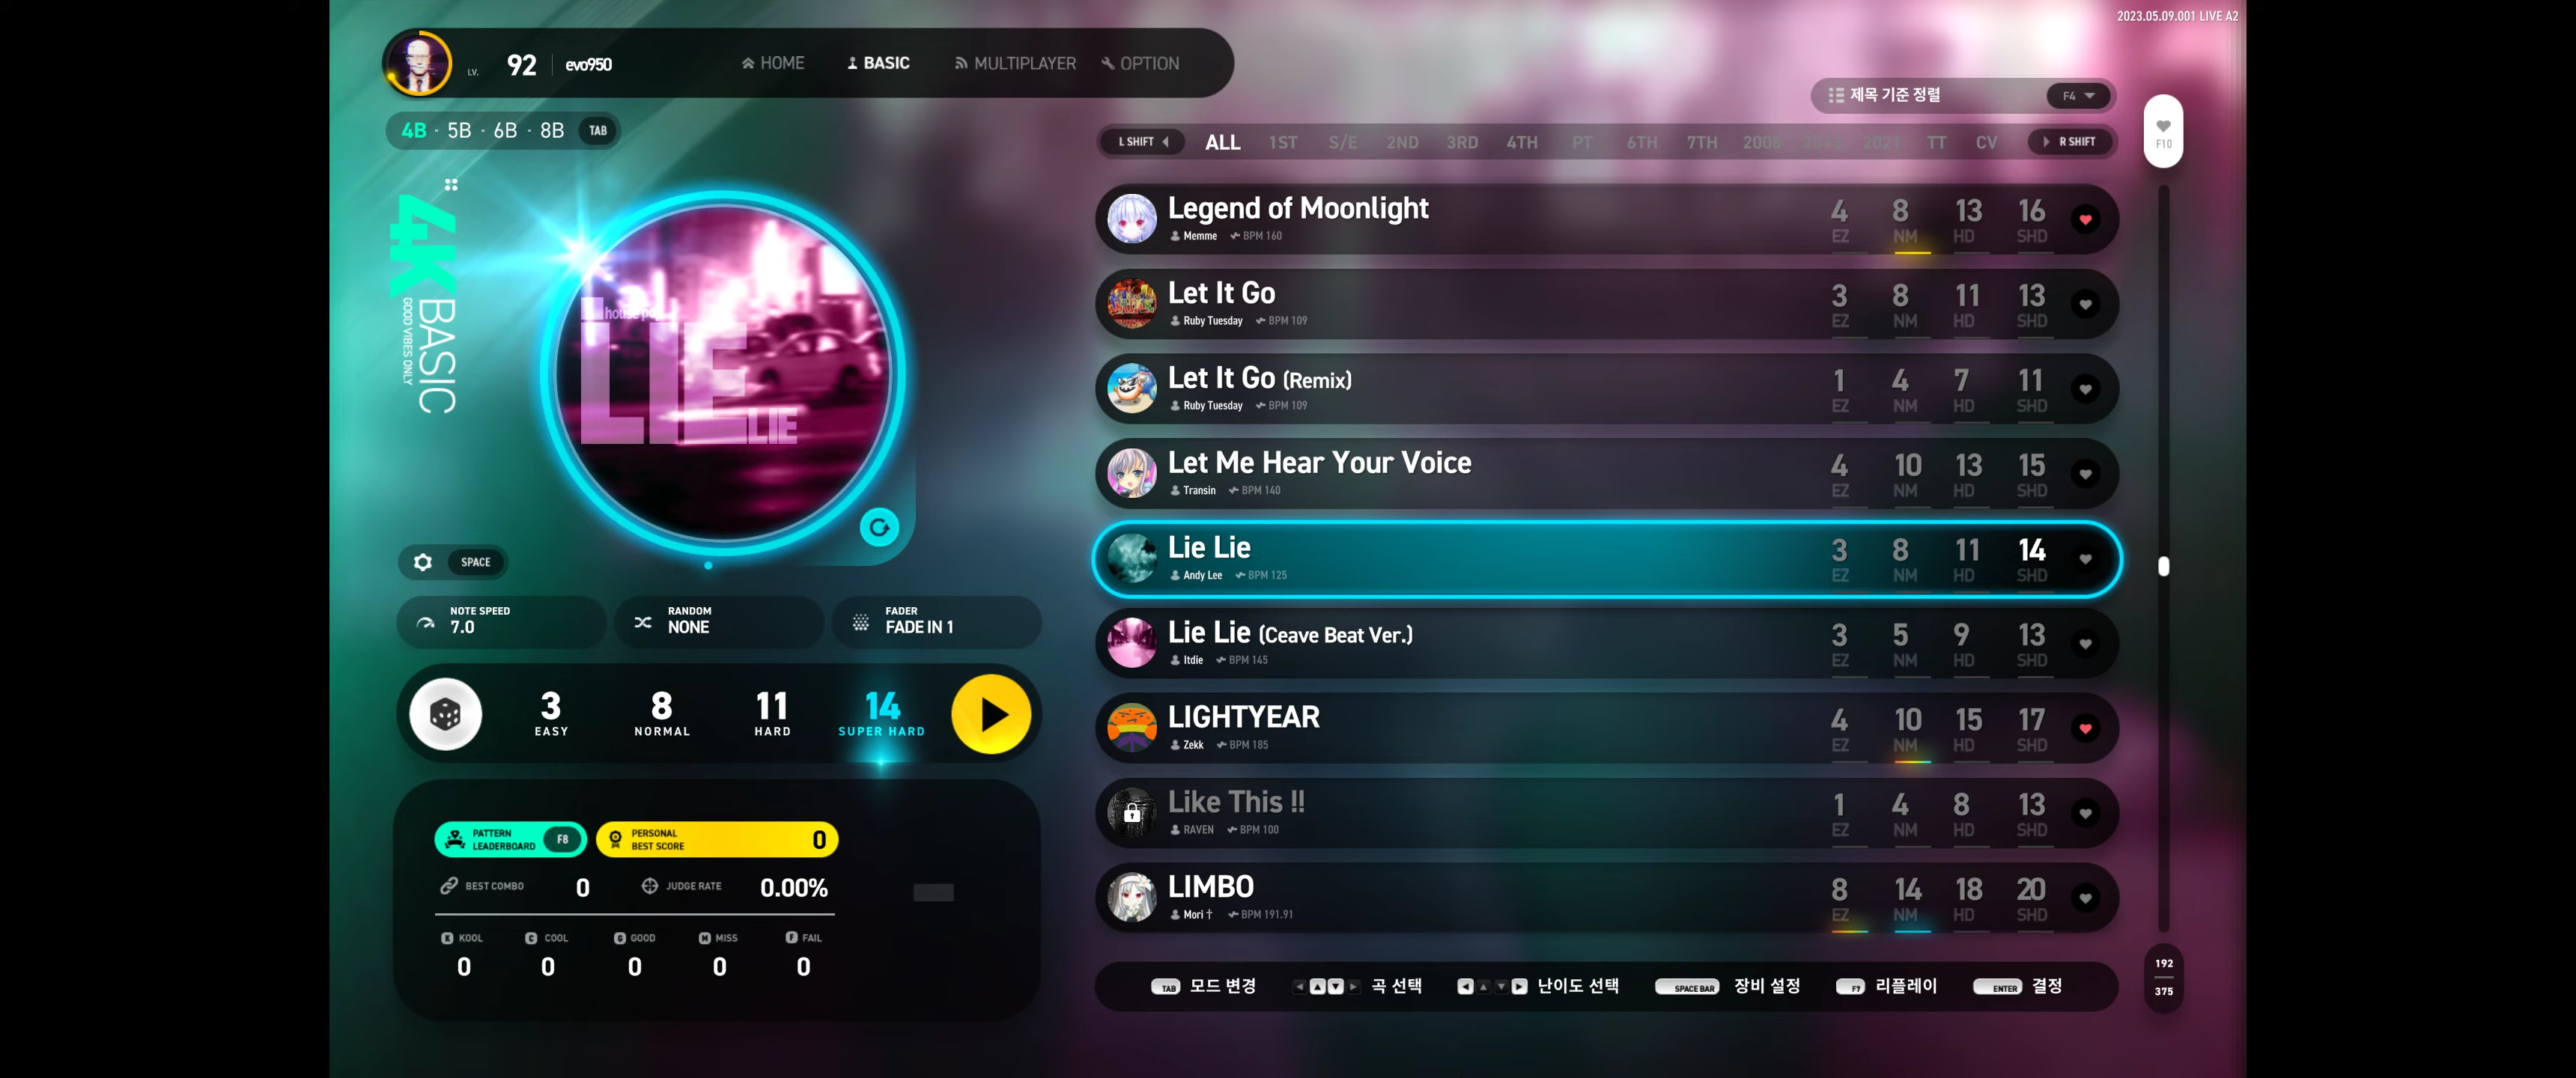 2023.05.09.001 LIVE A2
LV. 92 evo950
HOME BASIC MULTIPLAYER OPTION
제목 기준 정렬 F4
4B · 5B · 6B · 8B TAB
L SHIFT ALL 1ST S/E 2ND 3RD 4TH PT 6TH 7TH 2008 2021 TT CV R SHIFT
F10
4K BASIC
GOOD VIBES ONLY
LIE
LIE
SPACE
NOTE SPEED
7.0
RANDOM
NONE
FADER
FADE IN 1
3 8 11 14
EASY NORMAL HARD SUPER HARD
PATTERN
LEADERBOARD F8
PERSONAL
BEST SCORE 0
BEST COMBO 0 JUDGE RATE 0.00%
K KOOL C COOL G GOOD M MISS F FAIL
0 0 0 0 0
Legend of Moonlight 4 8 13 16
Memme BPM 160 EZ NM HD SHD
Let It Go 3 8 11 13
Ruby Tuesday BPM 109 EZ NM HD SHD
Let It Go (Remix) 1 4 7 11
Ruby Tuesday BPM 109 EZ NM HD SHD
Let Me Hear Your Voice 4 10 13 15
Transin BPM 140 EZ NM HD SHD
Lie Lie 3 8 11 14
Andy Lee BPM 125 EZ NM HD SHD
Lie Lie (Ceave Beat Ver.) 3 5 9 13
Itdie BPM 145 EZ NM HD SHD
LIGHTYEAR 4 10 15 17
Zekk BPM 185 EZ NM HD SHD
Like This !! 1 4 8 13
RAVEN BPM 100 EZ NM HD SHD
LIMBO 8 14 18 20
Mori † BPM 191.91 EZ NM HD SHD
TAB 모드 변경 곡 선택 난이도 선택 SPACE BAR 장비 설정 F7 리플레이 ENTER 결정
192
375